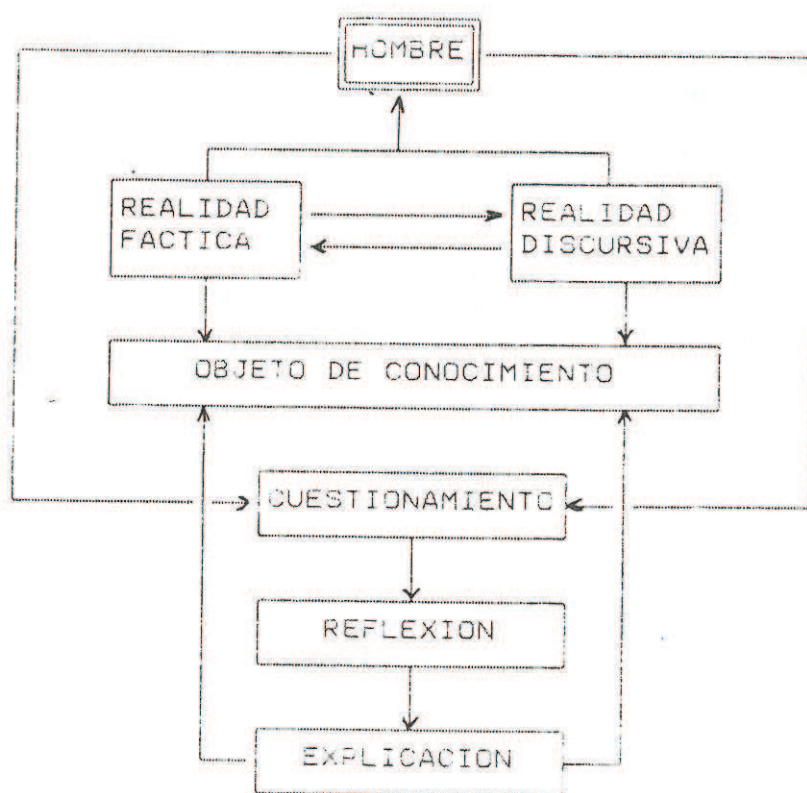 HOMBRE
REALIDAD
FACTICA
REALIDAD
DISCURSIVA
OBJETO DE CONOCIMIENTO
CUESTIONAMIENTO
REFLEXION
EXPLICACION